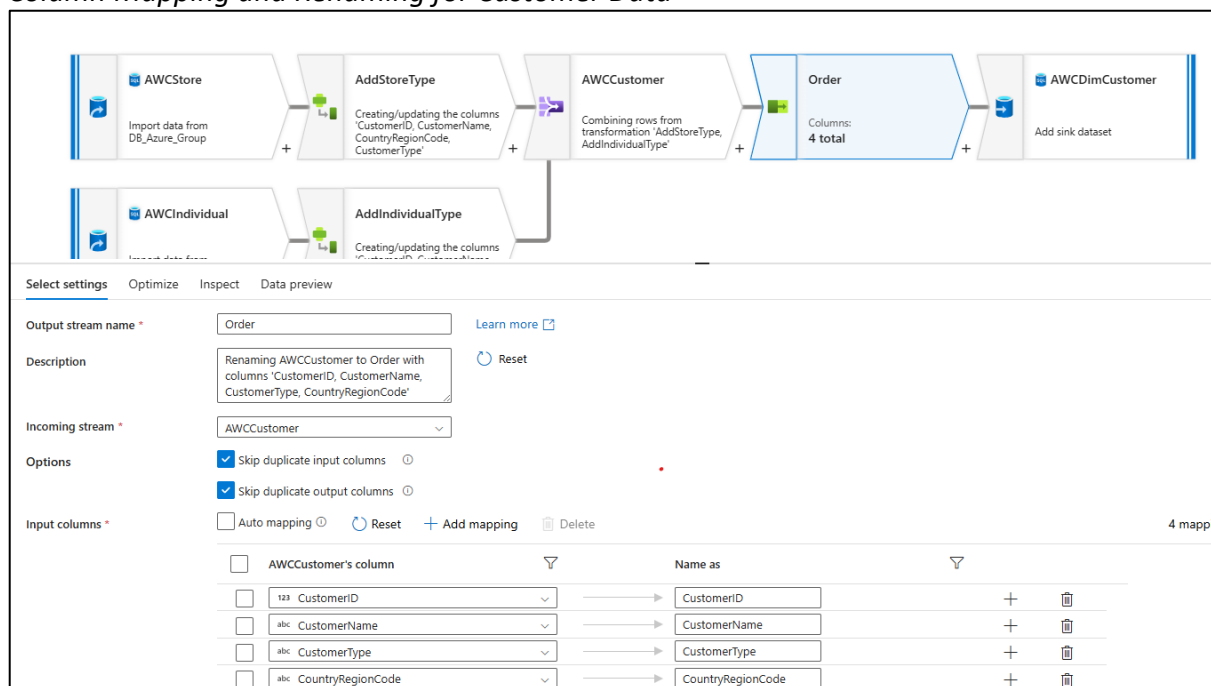 Column Mapping and Renaming for Customer Data
AWCStore
Import data from
DB_Azure_Group
+
AddStoreType
Creating/updating the columns
'CustomerID, CustomerName,
CountryRegionCode,
CustomerType'
+
AWCCustomer
Combining rows from
transformation 'AddStoreType,
AddIndividualType'
+
Order
Columns:
4 total
+
AWCDimCustomer
Add sink dataset
AWCIndividual
Import data from
AddIndividualType
Creating/updating the columns
'CustomerID, CustomerName
Select settings Optimize Inspect Data preview
Output stream name * Order Learn more
Description Renaming AWCCustomer to Order with
columns 'CustomerID, CustomerName,
CustomerType, CountryRegionCode'
Reset
Incoming stream * AWCCustomer
Options Skip duplicate input columns
Skip duplicate output columns
Input columns * Auto mapping Reset + Add mapping Delete 4 mapp
AWCCustomer's column Name as
123 CustomerID CustomerID
abc CustomerName CustomerName
abc CustomerType CustomerType
abc CountryRegionCode CountryRegionCode